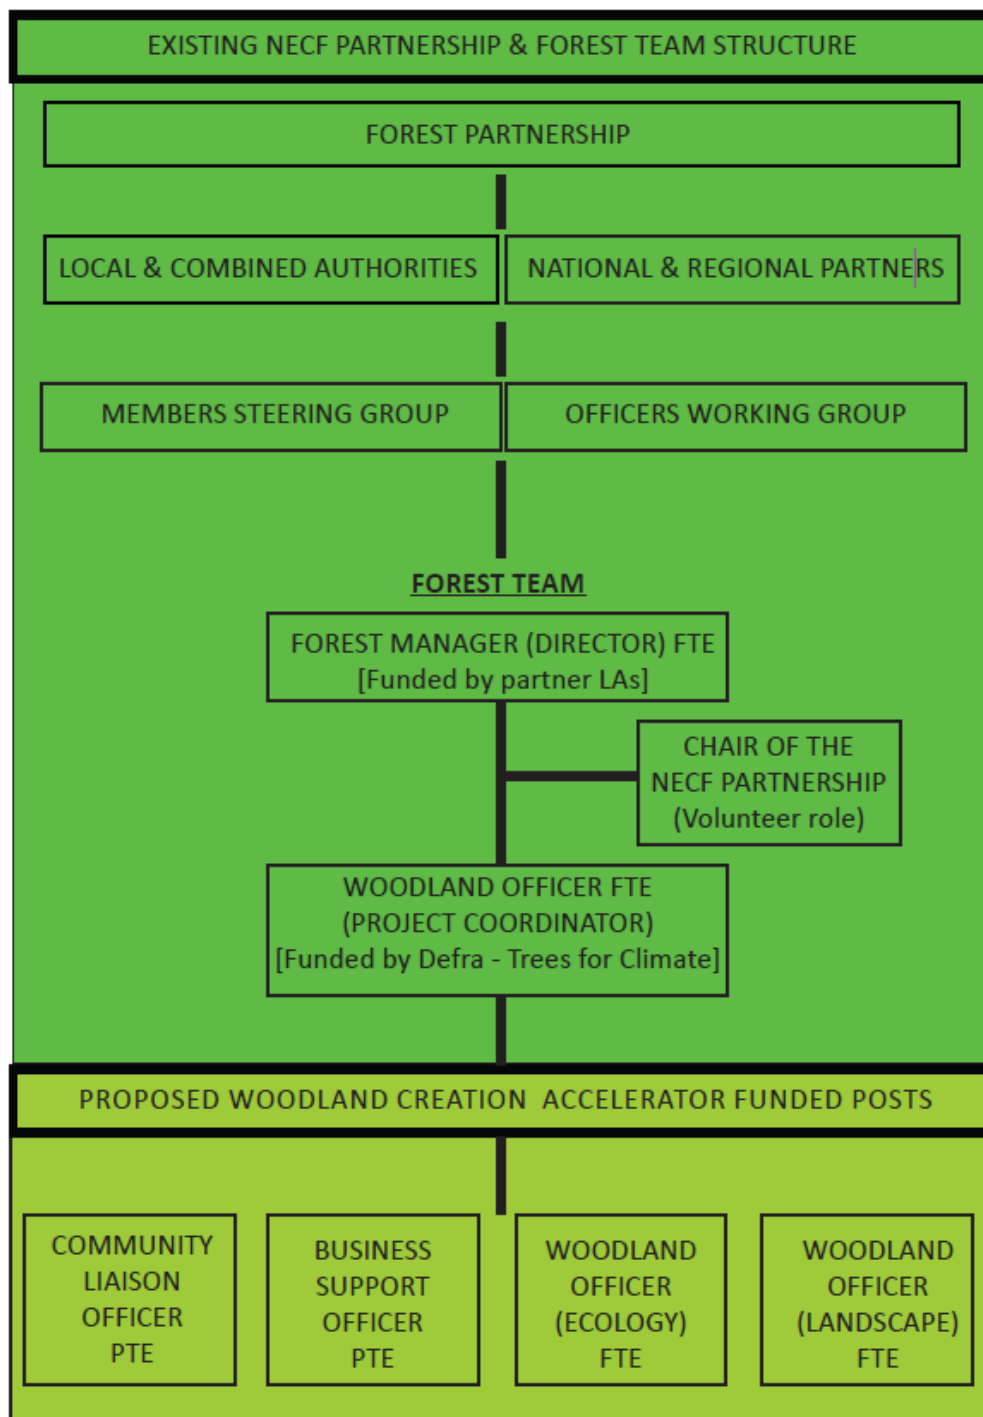 EXISTING NECF PARTNERSHIP & FOREST TEAM STRUCTURE
FOREST PARTNERSHIP
LOCAL & COMBINED AUTHORITIES
NATIONAL & REGIONAL PARTNERS
MEMBERS STEERING GROUP
OFFICERS WORKING GROUP
FOREST TEAM
FOREST MANAGER (DIRECTOR) FTE
[Funded by partner LAs]
CHAIR OF THE
NECF PARTNERSHIP
(Volunteer role)
WOODLAND OFFICER FTE
(PROJECT COORDINATOR)
[Funded by Defra - Trees for Climate]
PROPOSED WOODLAND CREATION  ACCELERATOR FUNDED POSTS
COMMUNITY
LIAISON
OFFICER
PTE
BUSINESS
SUPPORT
OFFICER
PTE
WOODLAND
OFFICER
(ECOLOGY)
FTE
WOODLAND
OFFICER
(LANDSCAPE)
FTE